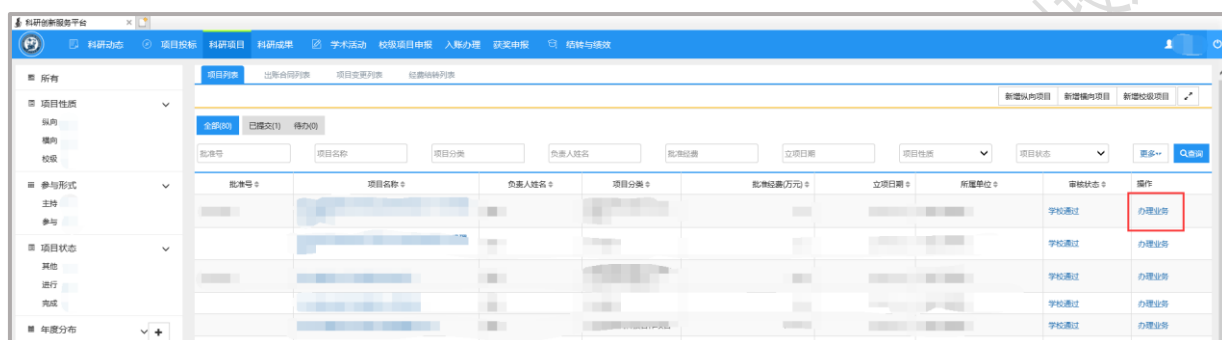 科研创新服务平台
科研动态 项目投标 科研项目 科研成果 学术活动 校级项目申报 入账办理 获奖申报 结转与绩效
所有
项目性质
纵向
横向
校级
参与形式
主持
参与
项目状态
其他
进行
完成
年度分布
项目列表 出账合同列表 项目变更列表 经费结转列表
新增纵向项目 新增横向项目 新增校级项目
全部(80) 已提交(1) 待办(0)
批准号 项目名称 项目分类 负责人姓名 批准经费 立项日期 项目性质 项目状态 更多 查询
批准号 项目名称 负责人姓名 项目分类 批准经费(万元) 立项日期 所属单位 审核状态 操作
学校通过 办理业务
学校通过 办理业务
学校通过 办理业务
学校通过 办理业务
学校通过 办理业务